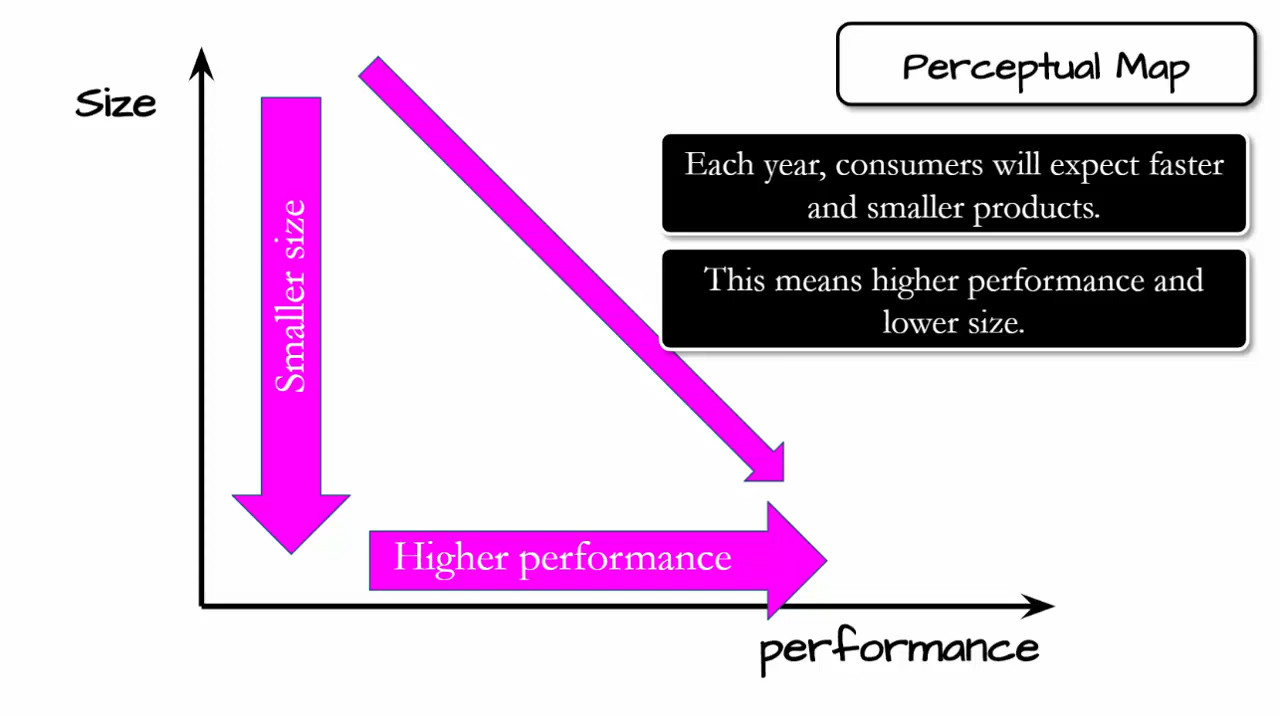 Perceptual Map
Size
Each year, consumers will expect faster
and smaller products.
This means higher performance and
lower size.
Smaller size
Higher performance
performance